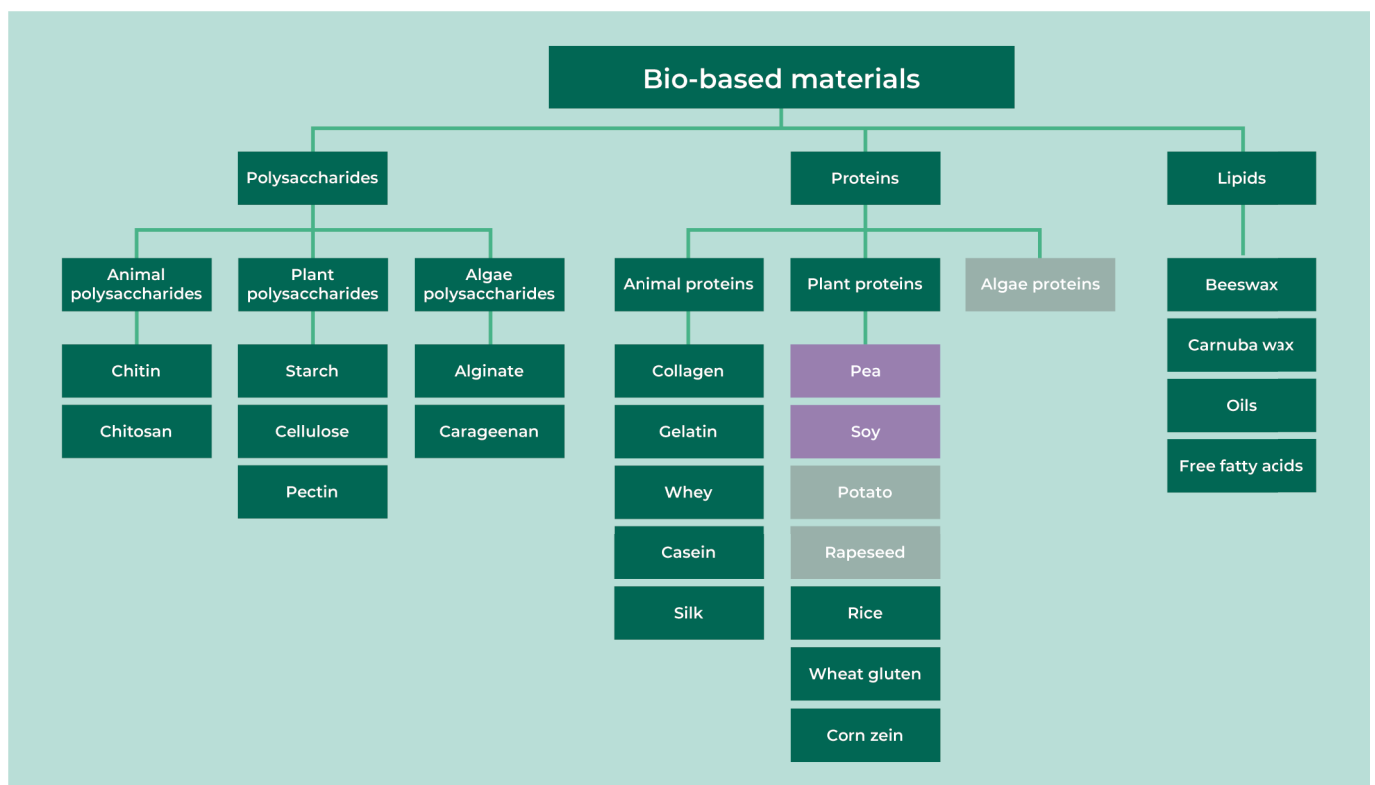 Bio-based materials
Polysaccharides
Proteins
Lipids
Animal
polysaccharides
Plant
polysaccharides
Algae
polysaccharides
Animal proteins
Plant proteins
Algae proteins
Beeswax
Carnuba wax
Oils
Free fatty acids
Chitin
Chitosan
Starch
Cellulose
Pectin
Alginate
Carageenan
Collagen
Gelatin
Whey
Casein
Silk
Pea
Soy
Potato
Rapeseed
Rice
Wheat gluten
Corn zein